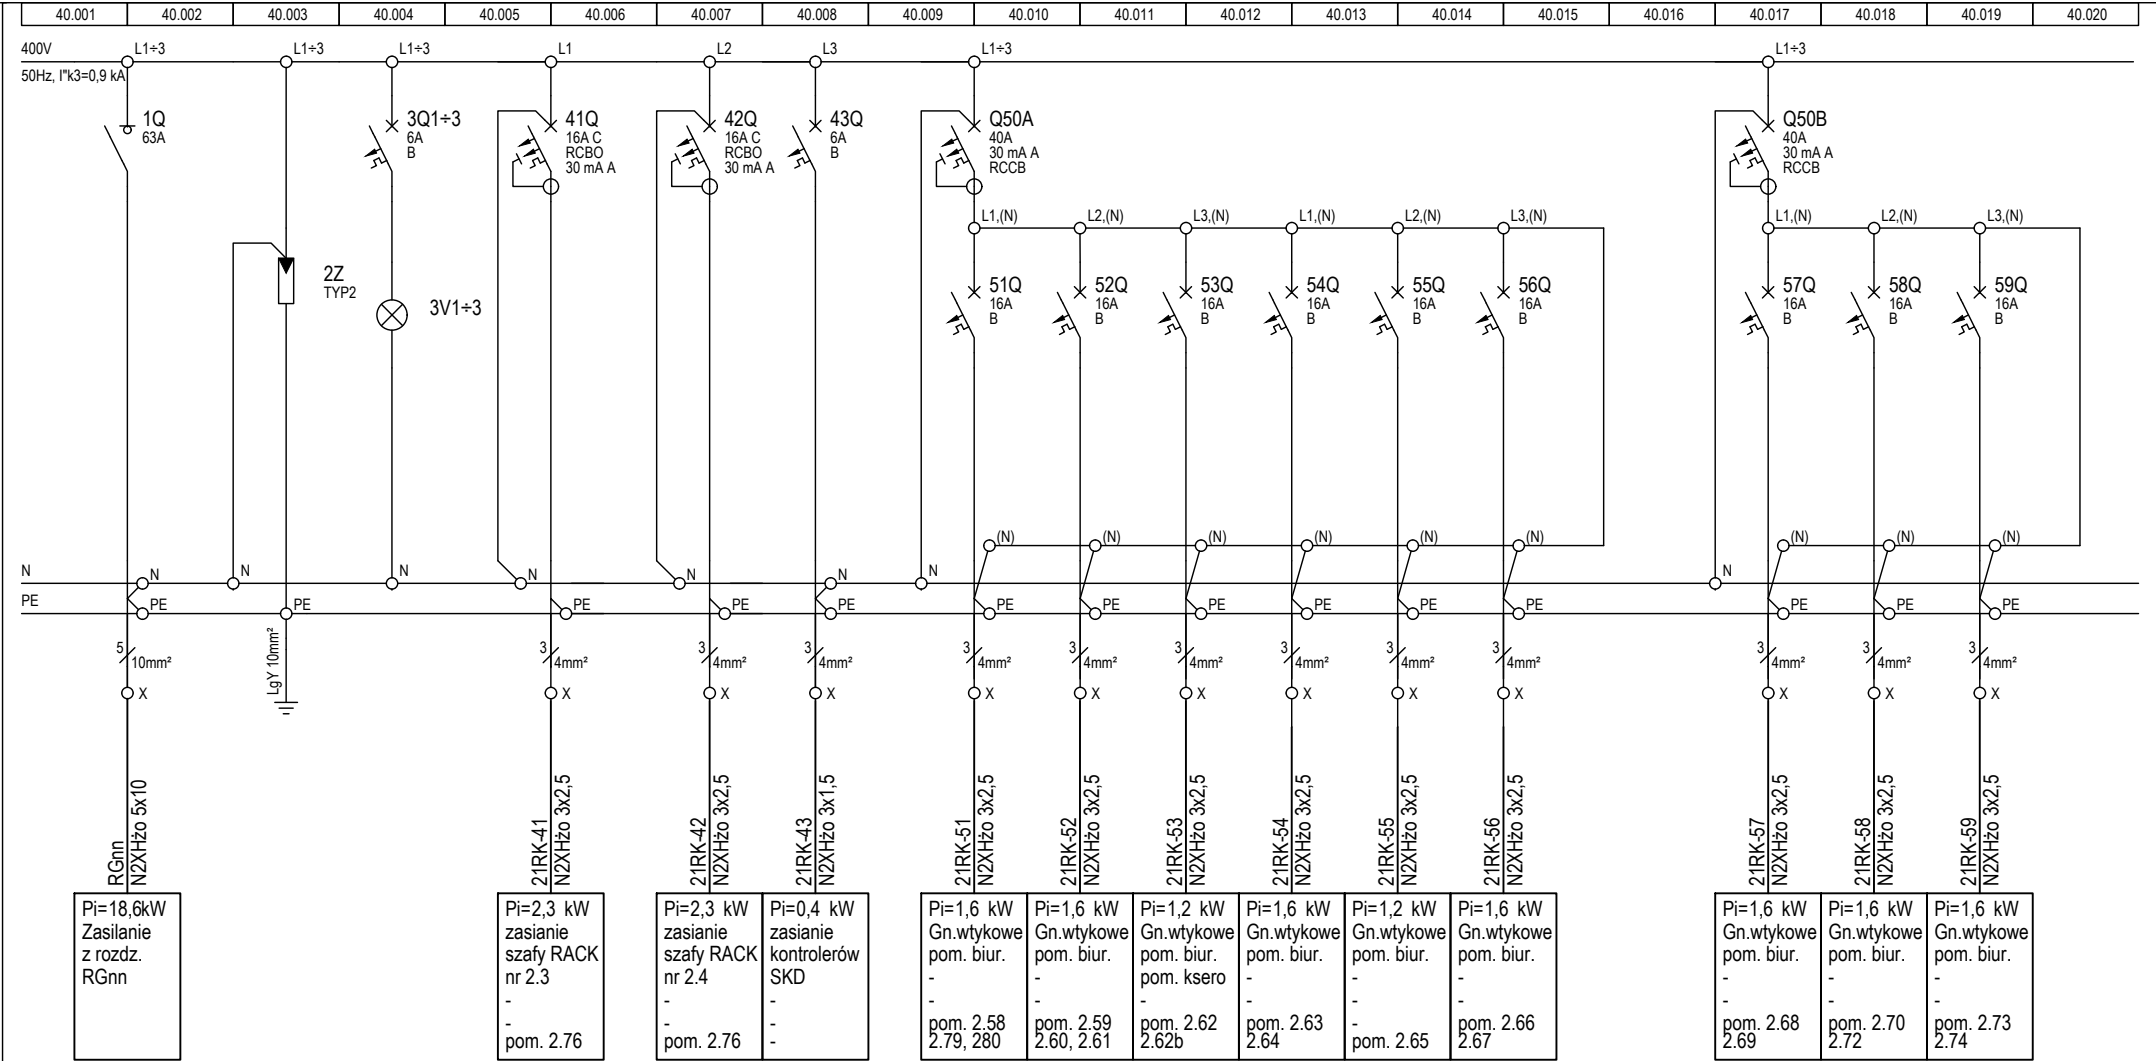 40.001 40.002 40.003 40.004 40.005 40.006 40.007 40.008 40.009 40.010 40.011 40.012 40.013 40.014 40.015 40.016 40.017 40.018 40.019 40.020
400V L1÷3 L1÷3 L1÷3 L1 L2 L3 L1÷3 L1÷3
50Hz, I"k3=0,9 kA
1Q
63A
3Q1÷3
6A
B
41Q
16A C
RCBO
30 mA A
42Q
16A C
RCBO
30 mA A
43Q
6A
B
Q50A
40A
30 mA A
RCCB
Q50B
40A
30 mA A
RCCB
L1,(N) L2,(N) L3,(N) L1,(N) L2,(N) L3,(N) L1,(N) L2,(N) L3,(N)
2Z
TYP2
3V1÷3
51Q
16A
B
52Q
16A
B
53Q
16A
B
54Q
16A
B
55Q
16A
B
56Q
16A
B
57Q
16A
B
58Q
16A
B
59Q
16A
B
(N) (N) (N) (N) (N) (N) (N) (N) (N)
N N N N N N N N N
PE PE PE PE PE PE PE PE PE PE PE PE PE PE PE
5 10mm²
LgY 10mm²
3 4mm² 3 4mm² 3 4mm² 3 4mm² 3 4mm² 3 4mm² 3 4mm² 3 4mm² 3 4mm² 3 4mm² 3 4mm² 3 4mm²
X X X X X X X X X X X X X
RGnn
N2XHżo 5x10
21RK-41
N2XHżo 3x2,5
21RK-42
N2XHżo 3x2,5
21RK-43
N2XHżo 3x1,5
21RK-51
N2XHżo 3x2,5
21RK-52
N2XHżo 3x2,5
21RK-53
N2XHżo 3x2,5
21RK-54
N2XHżo 3x2,5
21RK-55
N2XHżo 3x2,5
21RK-56
N2XHżo 3x2,5
21RK-57
N2XHżo 3x2,5
21RK-58
N2XHżo 3x2,5
21RK-59
N2XHżo 3x2,5
Pi=18,6kW
Zasilanie
z rozdz.
RGnn
Pi=2,3 kW
zasianie
szafy RACK
nr 2.3
-
-
pom. 2.76
Pi=2,3 kW
zasianie
szafy RACK
nr 2.4
-
-
pom. 2.76
Pi=0,4 kW
zasianie
kontrolerów
SKD
-
-
-
Pi=1,6 kW
Gn.wtykowe
pom. biur.
-
-
pom. 2.58
2.79, 280
Pi=1,6 kW
Gn.wtykowe
pom. biur.
-
-
pom. 2.59
2.60, 2.61
Pi=1,2 kW
Gn.wtykowe
pom. biur.
pom. ksero
-
pom. 2.62
2.62b
Pi=1,6 kW
Gn.wtykowe
pom. biur.
-
-
pom. 2.63
2.64
Pi=1,2 kW
Gn.wtykowe
pom. biur.
-
-
-
pom. 2.65
Pi=1,6 kW
Gn.wtykowe
pom. biur.
-
-
pom. 2.66
2.67
Pi=1,6 kW
Gn.wtykowe
pom. biur.
-
-
pom. 2.68
2.69
Pi=1,6 kW
Gn.wtykowe
pom. biur.
-
-
pom. 2.70
2.72
Pi=1,6 kW
Gn.wtykowe
pom. biur.
-
-
pom. 2.73
2.74